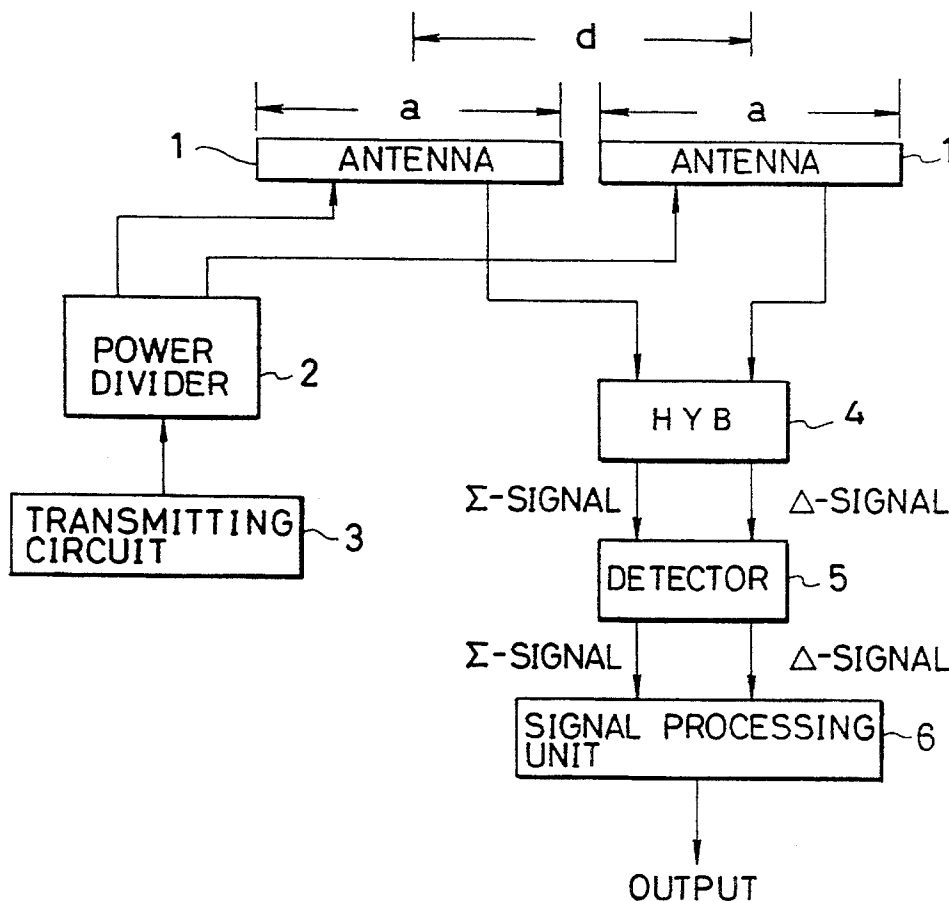 d
a
a
1
ANTENNA
ANTENNA
1
POWER
DIVIDER
2
HYB
4
Σ-SIGNAL
Δ-SIGNAL
TRANSMITTING
CIRCUIT
3
DETECTOR
5
Σ-SIGNAL
Δ-SIGNAL
SIGNAL PROCESSING
UNIT
6
OUTPUT